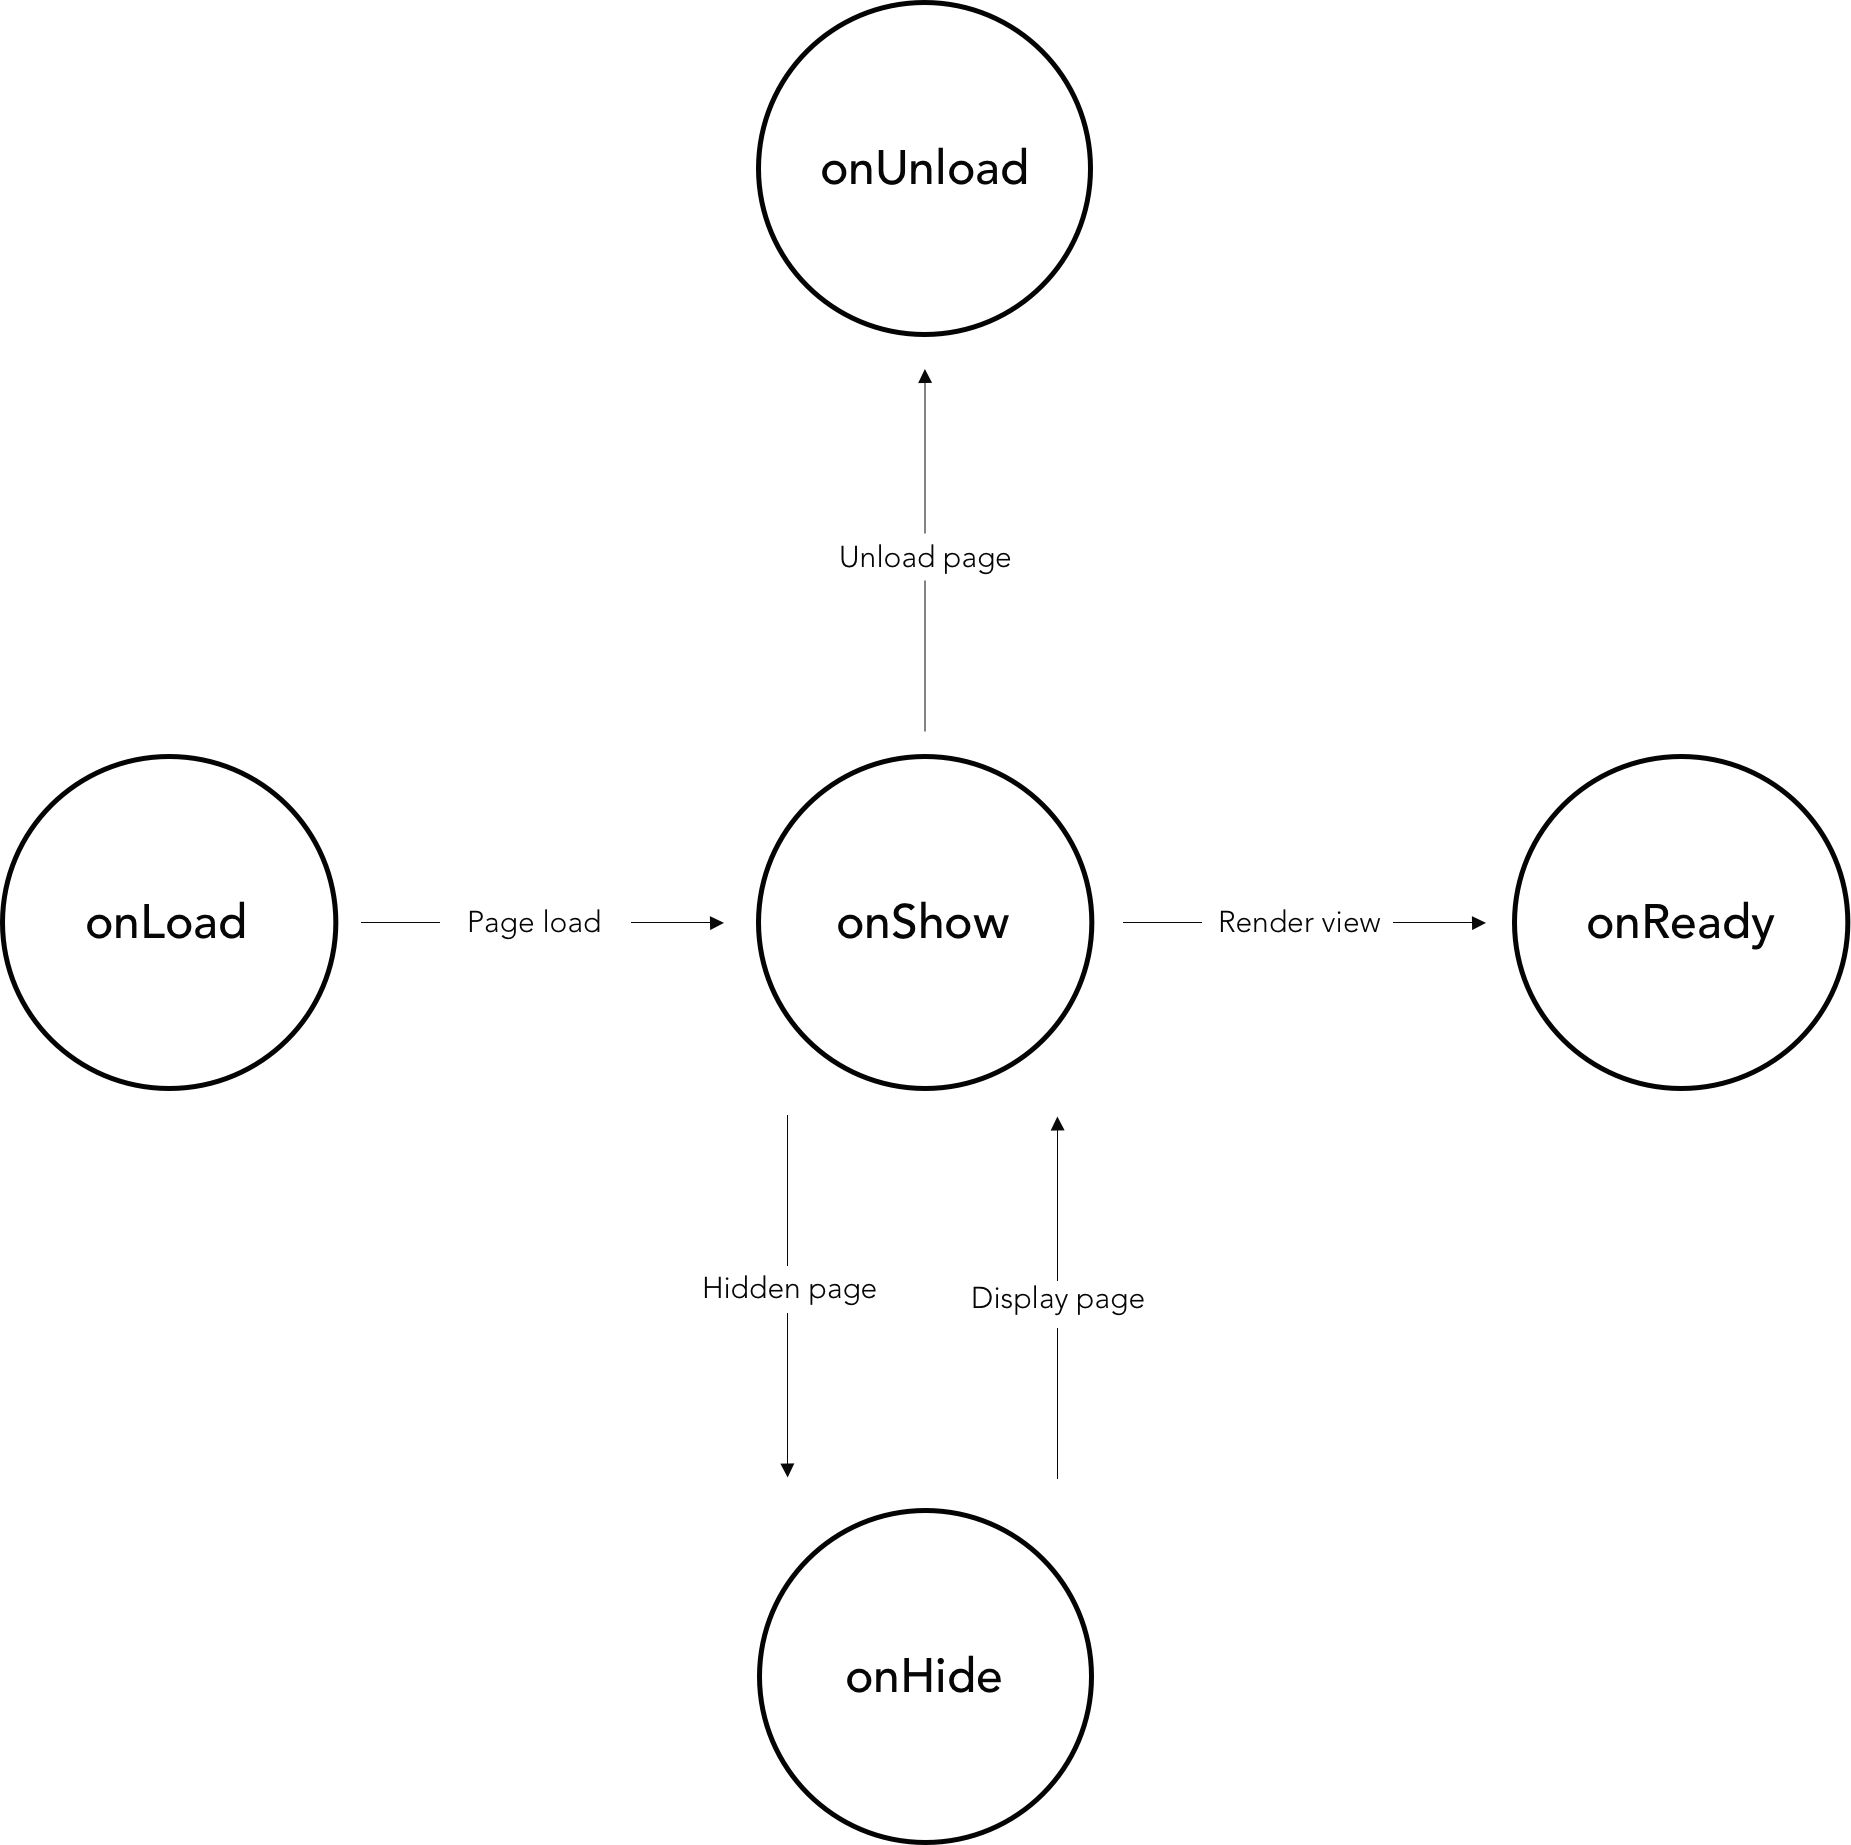 onUnload
Unload page
onLoad
Page load
onShow
Render view
onReady
Hidden page
Display page
onHide